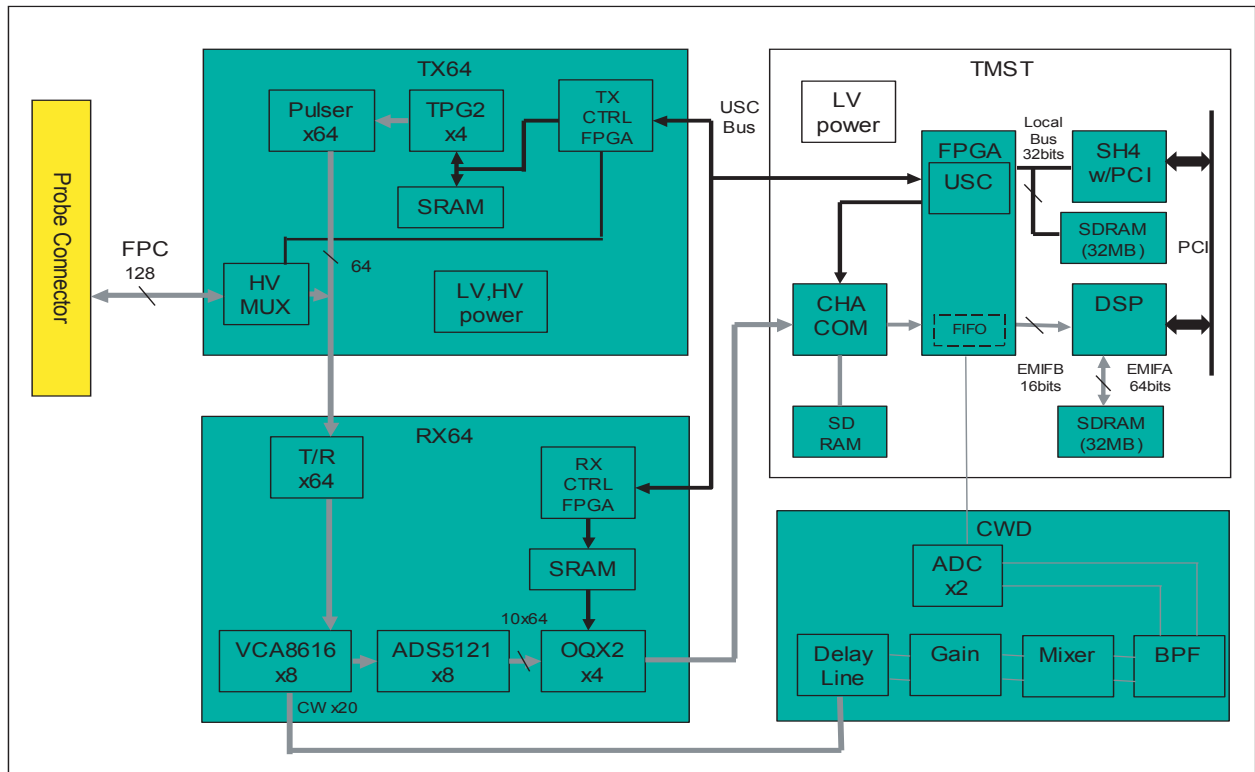 Probe Connector
FPC
128
TX64
Pulser
x64
TPG2
x4
TX
CTRL
FPGA
SRAM
64
HV
MUX
LV,HV
power
USC
Bus
TMST
LV
power
FPGA
USC
Local
Bus
32bits
SH4
w/PCI
SDRAM
(32MB)
PCI
CHA
COM
FIFO
DSP
EMIFB
16bits
EMIFA
64bits
SD
RAM
SDRAM
(32MB)
RX64
T/R
x64
RX
CTRL
FPGA
SRAM
10x64
VCA8616
x8
ADS5121
x8
OQX2
x4
CW x20
CWD
ADC
x2
Delay
Line
Gain
Mixer
BPF